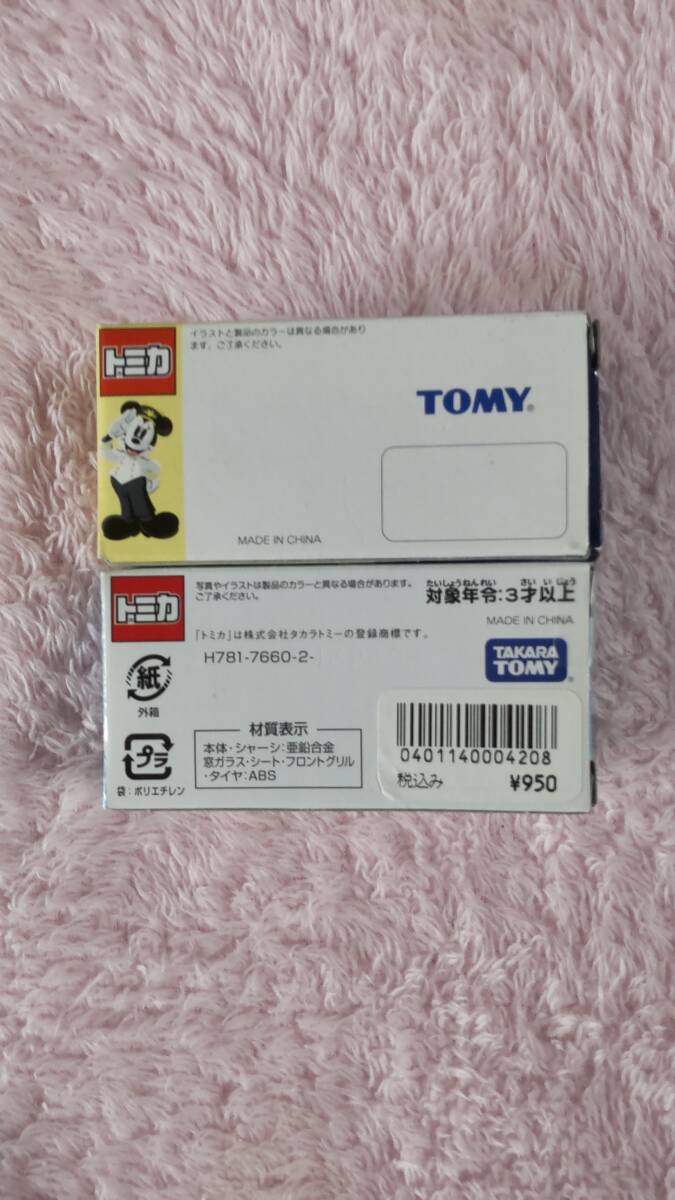 トミカ
イラストと製品のカラーは異なる場合があり
ます。ご了承ください。
TOMY
MADE IN CHINA
トミカ
写真やイラストは製品のカラーと異なる場合があります。
ご了承ください。
たいしょうねんれい さい いじょう
対象年令:3才以上
MADE IN CHINA
「トミカ」は株式会社タカラトミーの登録商標です。
H781-7660-2-
TAKARA
TOMY
紙
外箱
プラ
袋:ポリエチレン
材質表示
本体・シャーシ:亜鉛合金
窓ガラス・シート・フロントグリル
・タイヤ:ABS
0401140004208
税込み ¥950